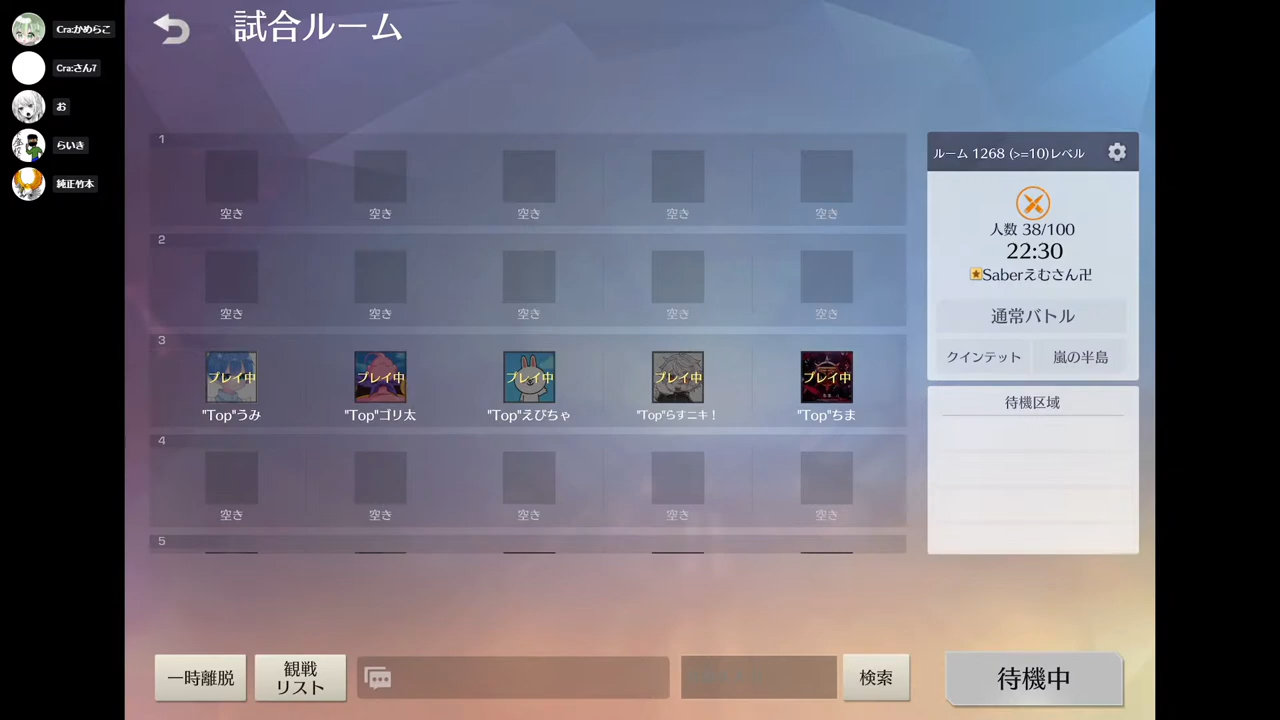 Cra:かめらこ
Cra:さん7
お
らいき
純正竹本
試合ルーム
1
空き 空き 空き 空き 空き
2
空き 空き 空き 空き 空き
3
プレイ中 プレイ中 プレイ中 プレイ中 プレイ中
"Top"うみ "Top"ゴリ太 "Top"えびちゃ "Top"らすニキ！ "Top"ちま
4
空き 空き 空き 空き 空き
5
ルーム 1268 (>=10)レベル
人数 38/100
22:30
Saberえむさん卍
通常バトル
クインテット 嵐の半島
待機区域
一時離脱
観戦
リスト
検索
待機中